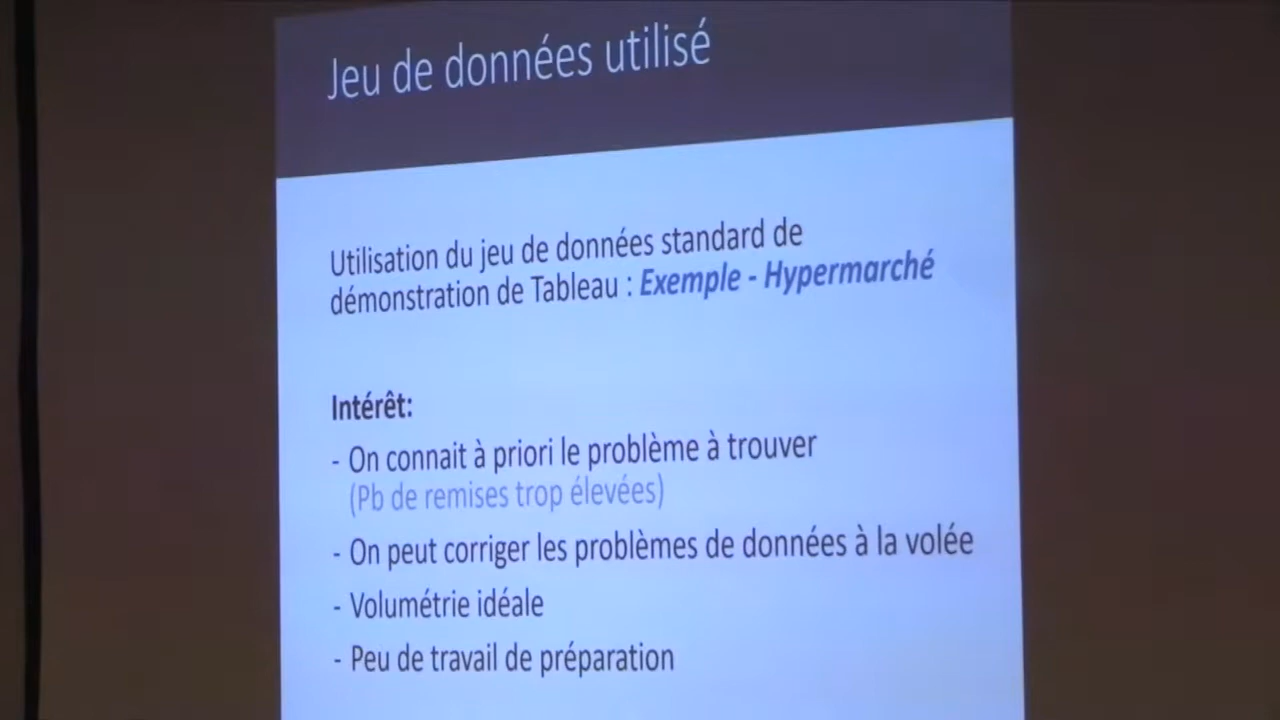 Jeu de données utilisé
Utilisation du jeu de données standard de
démonstration de Tableau : Exemple - Hypermarché
Intérêt:
- On connait à priori le problème à trouver
(Pb de remises trop élevées)
- On peut corriger les problèmes de données à la volée
- Volumétrie idéale
- Peu de travail de préparation